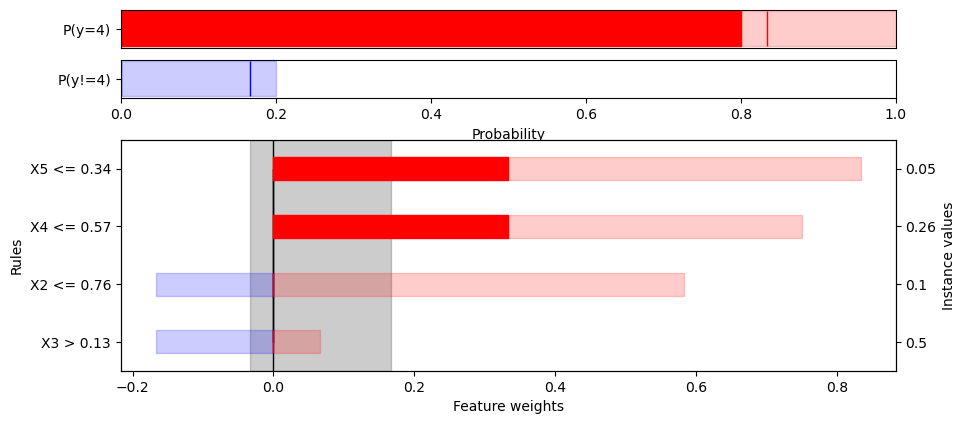 P(y=4)
P(y!=4)
0.0 0.2 0.4 0.6 0.8 1.0
Probability
X5 <= 0.34 0.05
X4 <= 0.57 0.26
X2 <= 0.76 0.1
X3 > 0.13 0.5
Rules
Instance values
−0.2 0.0 0.2 0.4 0.6 0.8
Feature weights